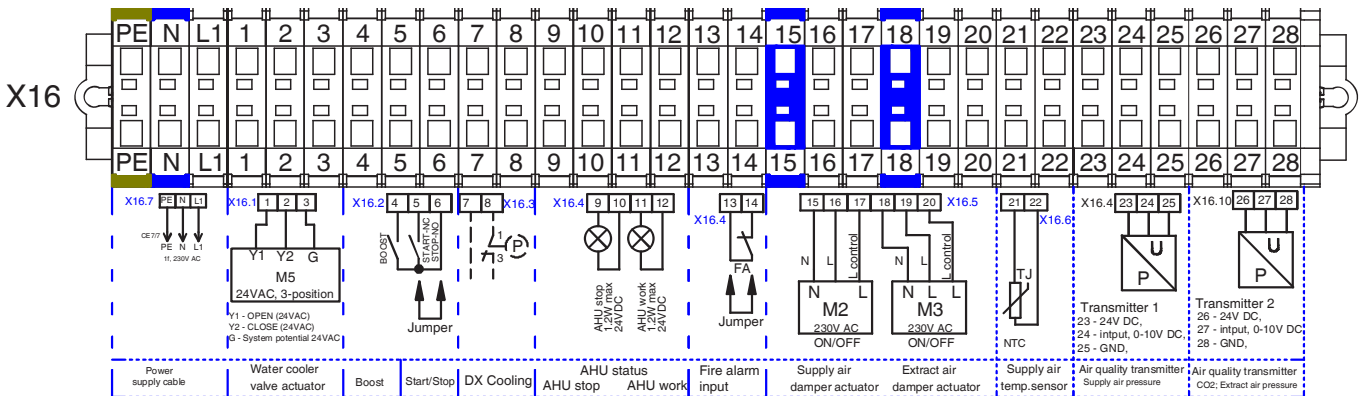 PE N L1 1 2 3 4 5 6 7 8 9 10 11 12 13 14 15 16 17 18 19 20 21 22 23 24 25 26 27 28
X16
PE N L1 1 2 3 4 5 6 7 8 9 10 11 12 13 14 15 16 17 18 19 20 21 22 23 24 25 26 27 28
X16.7 PE N L1
CE7/7
PE N L1
1f, 230V AC
X16.1 1 2 3
Y1 Y2 G
M5
24VAC, 3-position
Y1 - OPEN (24VAC)
Y2 - CLOSE (24VAC)
G - System potential 24VAC
X16.2 4 5 6
BOOST
START-NC
STOP-NO
Jumper
7 8 X16.3
1
3
P
X16.4 9 10 11 12
AHU stop
1.2W max
24VDC
AHU work
1.2W max
24VDC
13 14
X16.4
FA
Jumper
15 16 17 18 19 20 X16.5
N L L control
N L
M2
230V AC
ON/OFF
N L L control
N L L
M3
230V AC
ON/OFF
21 22
X16.6
TJ
NTC
X16.4 23 24 25
U
P
Transmitter 1
23 - 24V DC,
24 - intput, 0-10V DC
25 - GND,
X16.10 26 27 28
U
P
Transmitter 2
26 - 24V DC,
27 - intput, 0-10V DC
28 - GND,
Power
supply cable
Water cooler
valve actuator
Boost
Start/Stop
DX Cooling
AHU status
AHU stop AHU work
Fire alarm
input
Supply air
damper actuator
Extract air
damper actuator
Supply air
temp.sensor
Air quality transmitter
Supply air pressure
Air quality transmitter
CO2; Extract air pressure